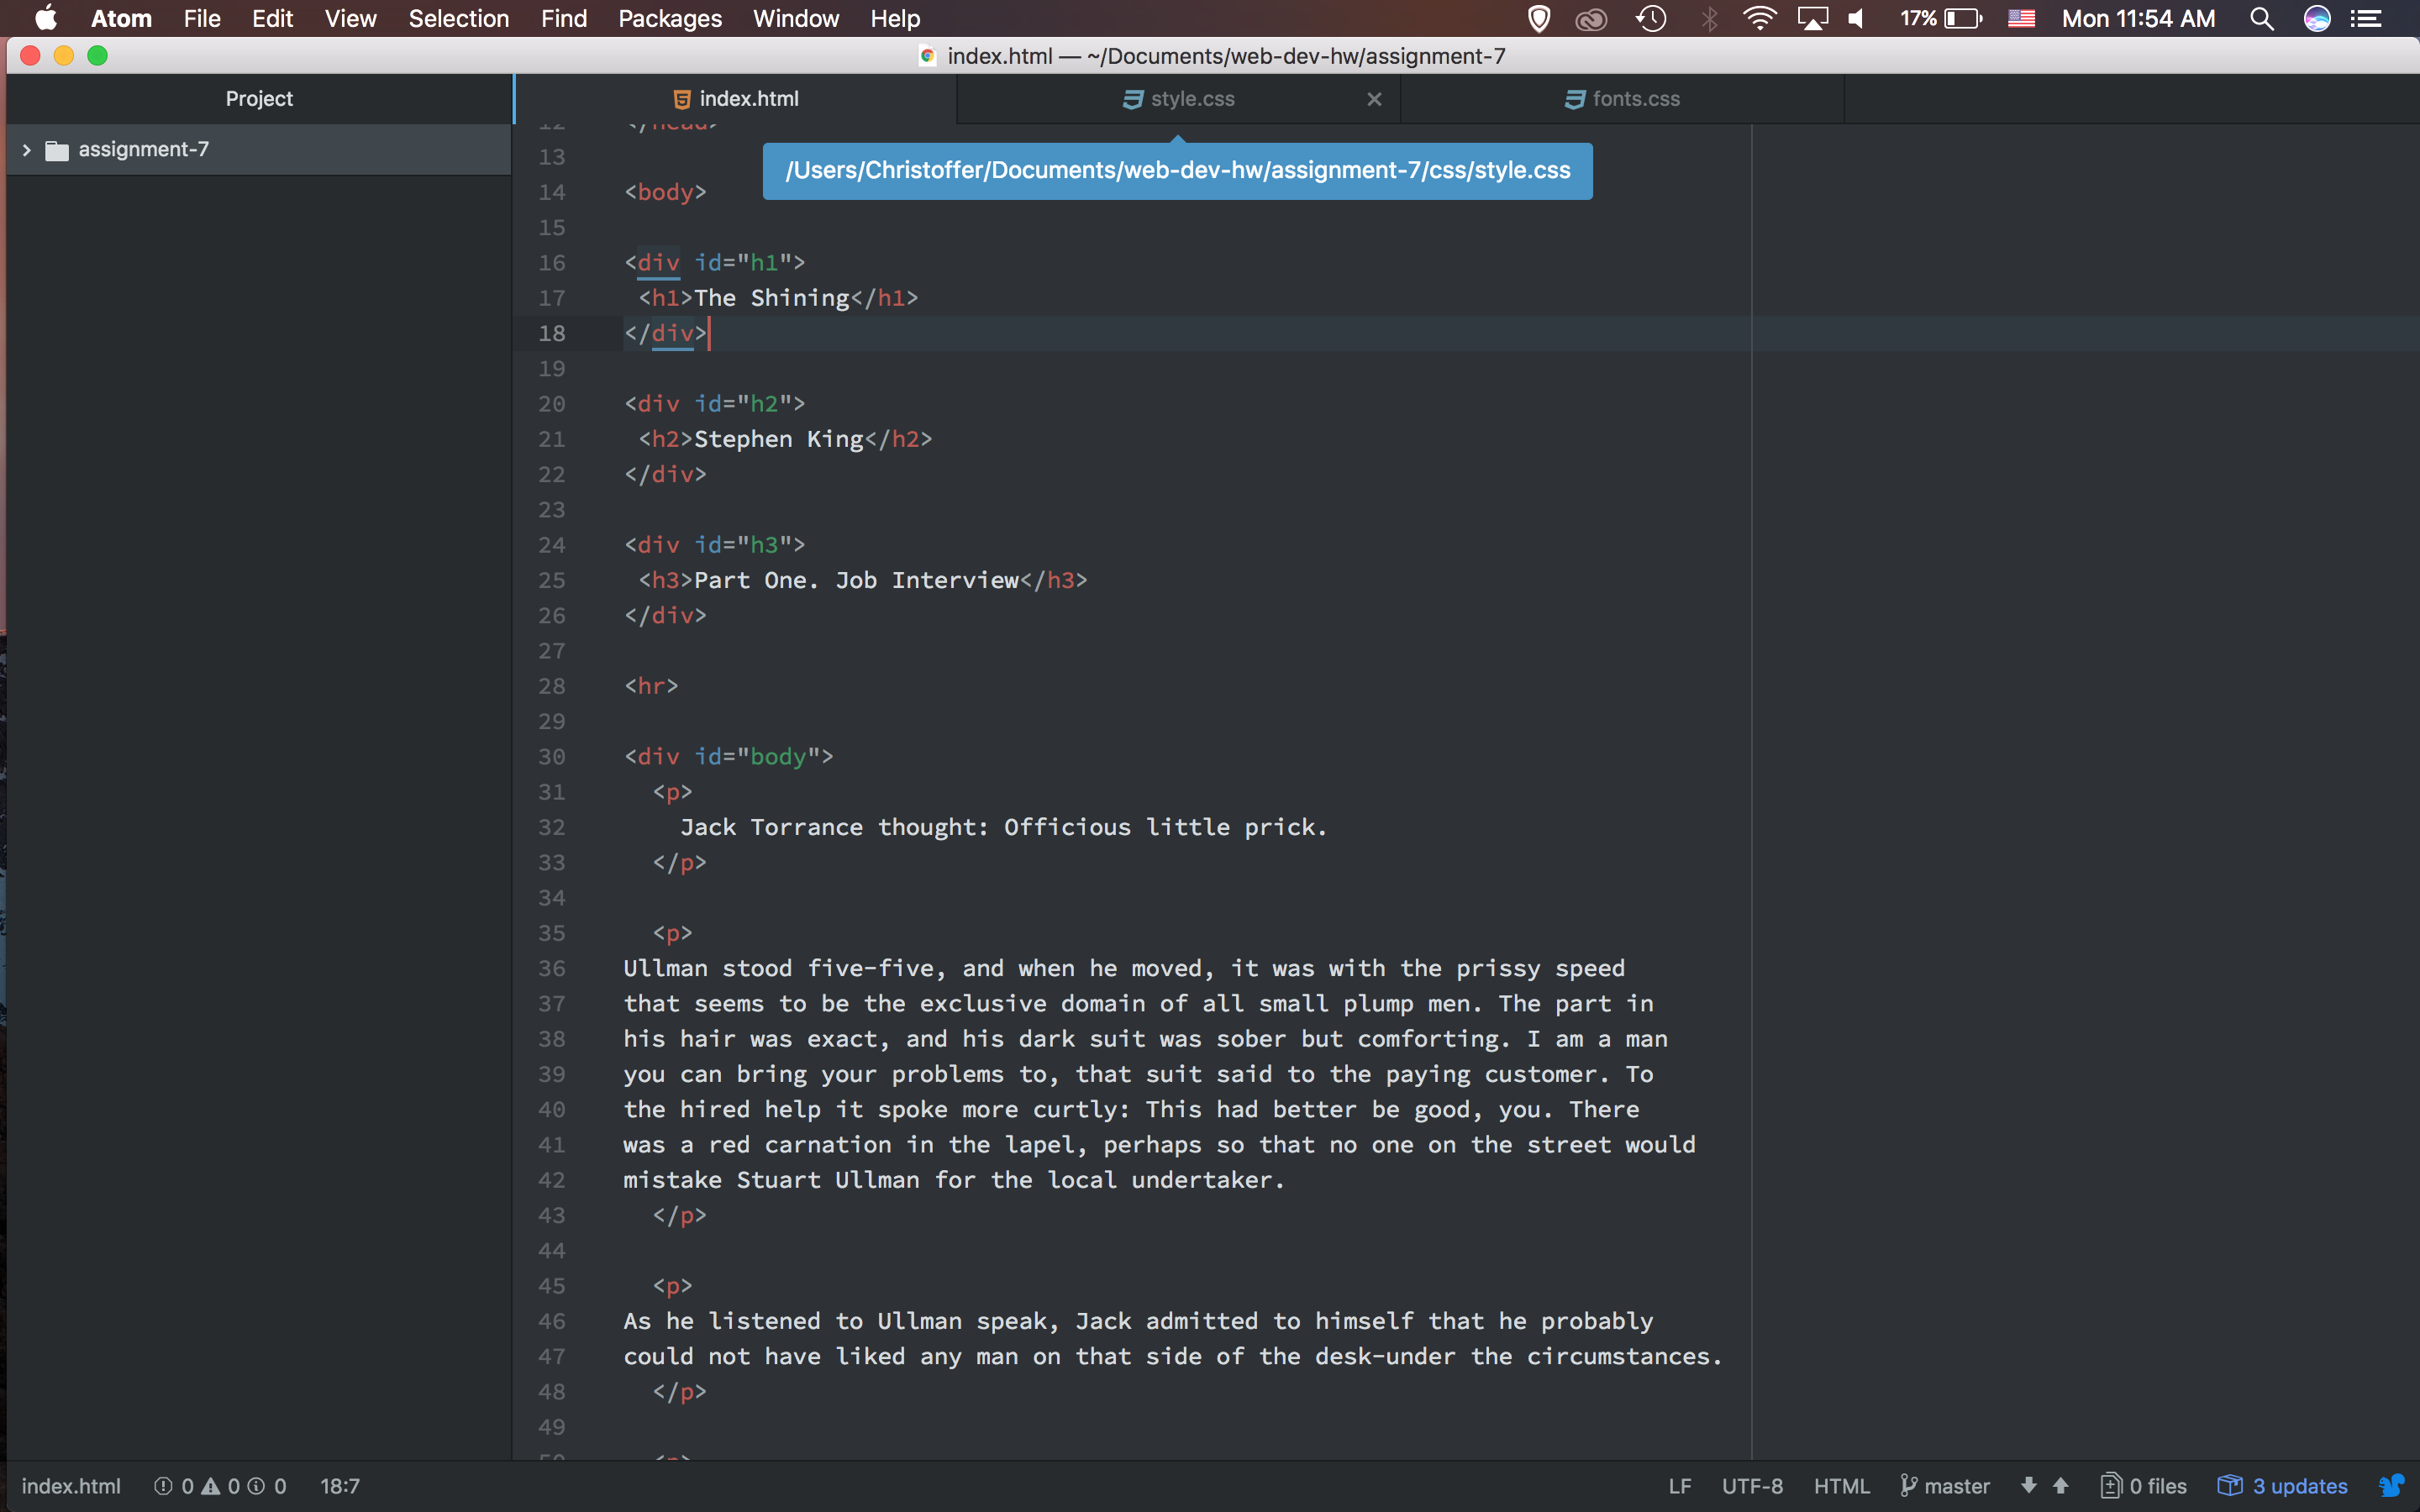 Atom File Edit View Selection Find Packages Window Help 17% Mon 11:54 AM
index.html — ~/Documents/web-dev-hw/assignment-7
Project index.html style.css × fonts.css
assignment-7
/Users/Christoffer/Documents/web-dev-hw/assignment-7/css/style.css
12 </head>
13
14 <body>
15
16 <div id="h1">
17 <h1>The Shining</h1>
18 </div>
19
20 <div id="h2">
21 <h2>Stephen King</h2>
22 </div>
23
24 <div id="h3">
25 <h3>Part One. Job Interview</h3>
26 </div>
27
28 <hr>
29
30 <div id="body">
31 <p>
32 Jack Torrance thought: Officious little prick.
33 </p>
34
35 <p>
36 Ullman stood five-five, and when he moved, it was with the prissy speed
37 that seems to be the exclusive domain of all small plump men. The part in
38 his hair was exact, and his dark suit was sober but comforting. I am a man
39 you can bring your problems to, that suit said to the paying customer. To
40 the hired help it spoke more curtly: This had better be good, you. There
41 was a red carnation in the lapel, perhaps so that no one on the street would
42 mistake Stuart Ullman for the local undertaker.
43 </p>
44
45 <p>
46 As he listened to Ullman speak, Jack admitted to himself that he probably
47 could not have liked any man on that side of the desk-under the circumstances.
48 </p>
49
50 <p>
index.html 0 0 0 18:7 LF UTF-8 HTML master 0 files 3 updates